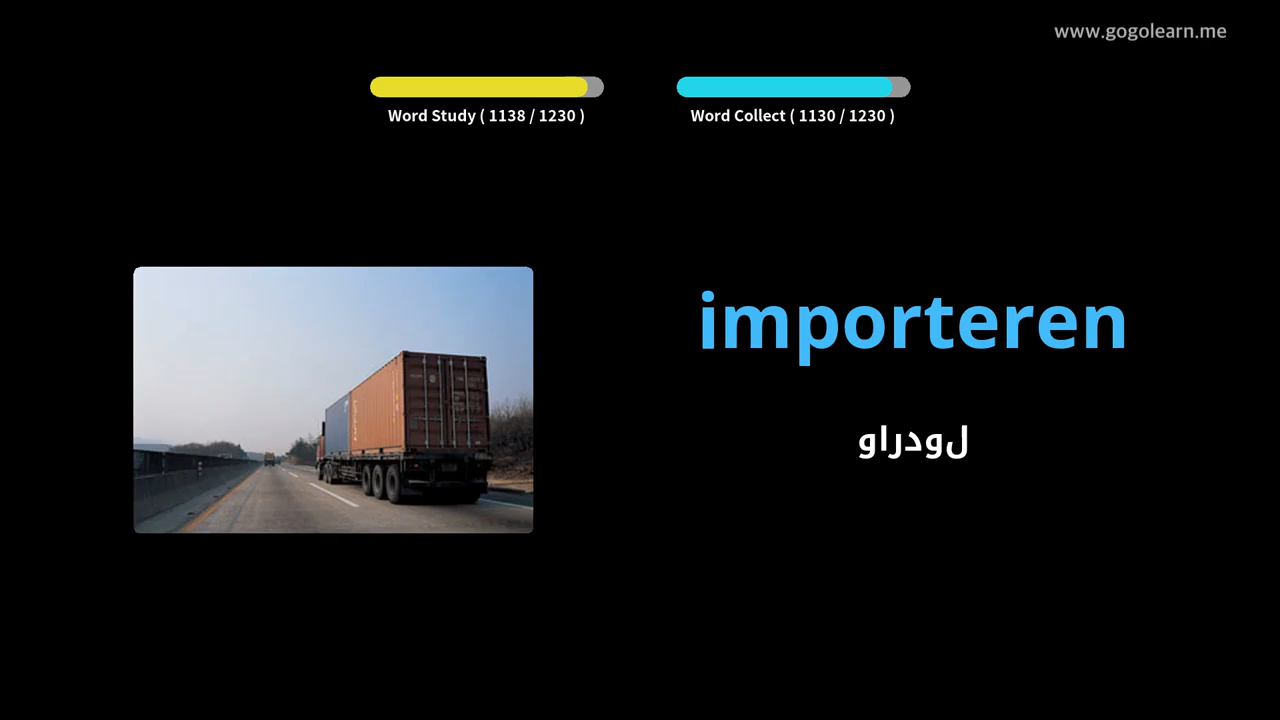 www.gogolearn.me
Word Study ( 1138 / 1230 )
Word Collect ( 1130 / 1230 )
importeren
لودراو